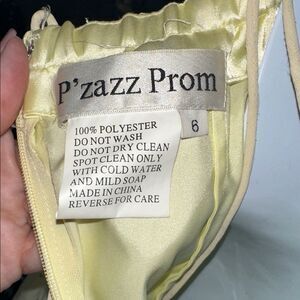 P'zazz Prom
6
100% POLYESTER
DO NOT WASH
DO NOT DRY CLEAN
SPOT CLEAN ONLY
WITH COLD WATER
AND MILD SOAP
MADE IN CHINA
REVERSE FOR CARE